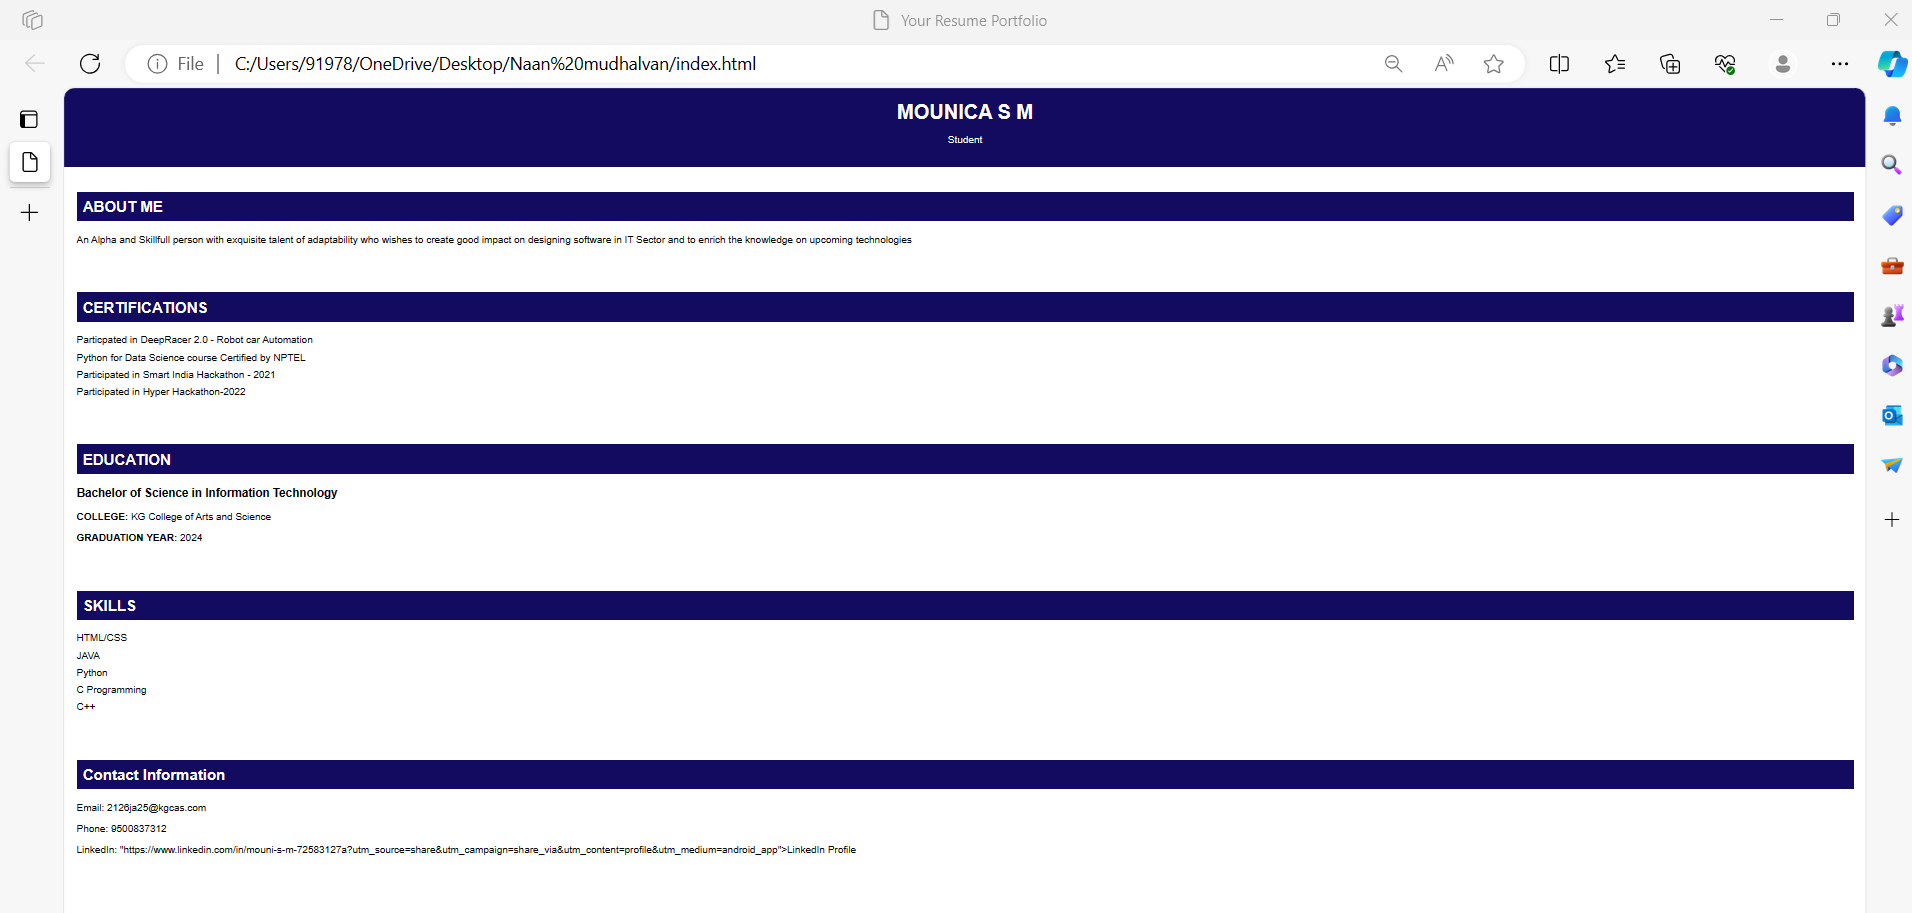 Your Resume Portfolio
File
C:/Users/91978/OneDrive/Desktop/Naan%20mudhalvan/index.html
MOUNICA S M
Student
ABOUT ME
An Alpha and Skillfull person with exquisite talent of adaptability who wishes to create good impact on designing software in IT Sector and to enrich the knowledge on upcoming technologies
CERTIFICATIONS
Particpated in DeepRacer 2.0 - Robot car Automation
Python for Data Science course Certified by NPTEL
Participated in Smart India Hackathon - 2021
Participated in Hyper Hackathon-2022
EDUCATION
Bachelor of Science in Information Technology
COLLEGE: KG College of Arts and Science
GRADUATION YEAR: 2024
SKILLS
HTML/CSS
JAVA
Python
C Programming
C++
Contact Information
Email: 2126ja25@kgcas.com
Phone: 9500837312
LinkedIn: "https://www.linkedin.com/in/mouni-s-m-72583127a?utm_source=share&utm_campaign=share_via&utm_content=profile&utm_medium=android_app">LinkedIn Profile